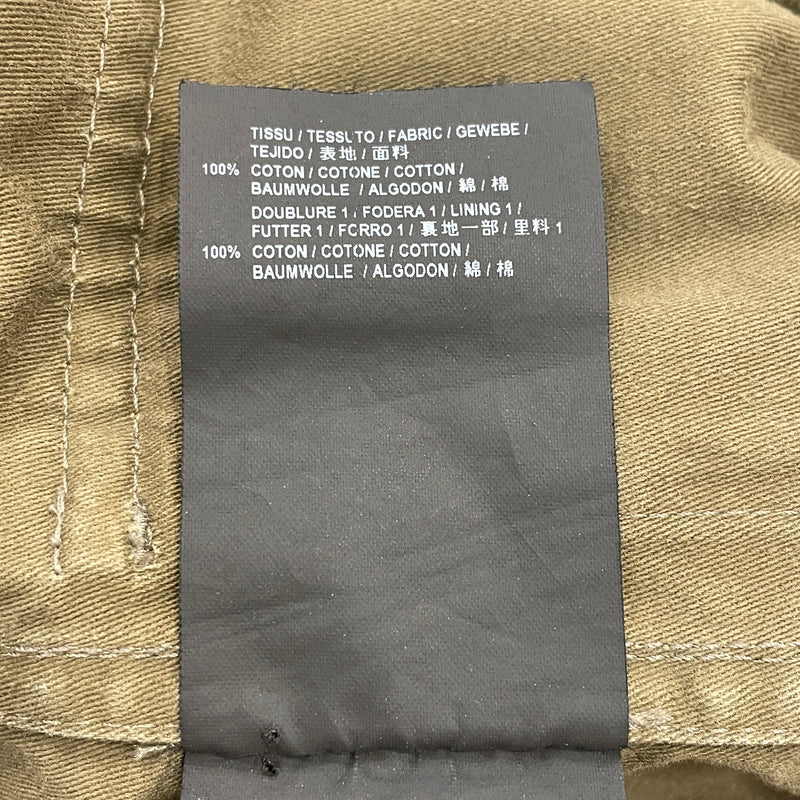 TISSU / TESSUTO / FABRIC / GEWEBE /
TEJIDO / 表地 / 面料
100% COTON / COTONE / COTTON /
BAUMWOLLE / ALGODON / 綿 / 棉
DOUBLURE 1 / FODERA 1 / LINING 1 /
FUTTER 1 / FORRO 1 / 裏地一部 / 里料 1
100% COTON / COTONE / COTTON /
BAUMWOLLE / ALGODON / 綿 / 棉